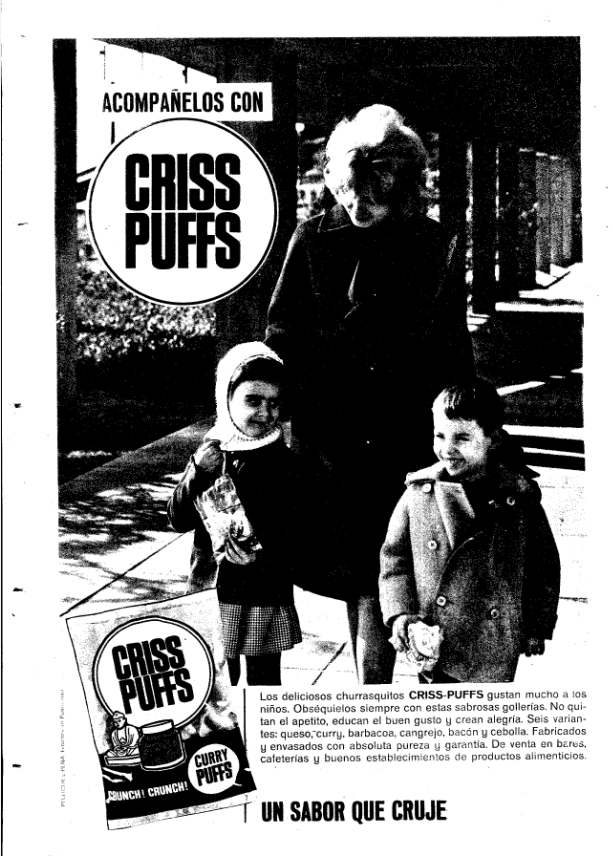 ACOMPAÑELOS CON
CRISS
PUFFS
CRISS
PUFFS
CURRY
PUFFS
CRUNCH! CRUNCH!
Los deliciosos churrasquitos CRISS-PUFFS gustan mucho a los
niños. Obséquielos siempre con estas sabrosas gollerías. No qui-
tan el apetito, educan el buen gusto y crean alegría. Seis varian-
tes: queso, curry, barbacoa, cangrejo, bacón y cebolla. Fabricados
y envasados con absoluta pureza y garantía. De venta en bares,
cafeterías y buenos establecimientos de productos alimenticios.
UN SABOR QUE CRUJE